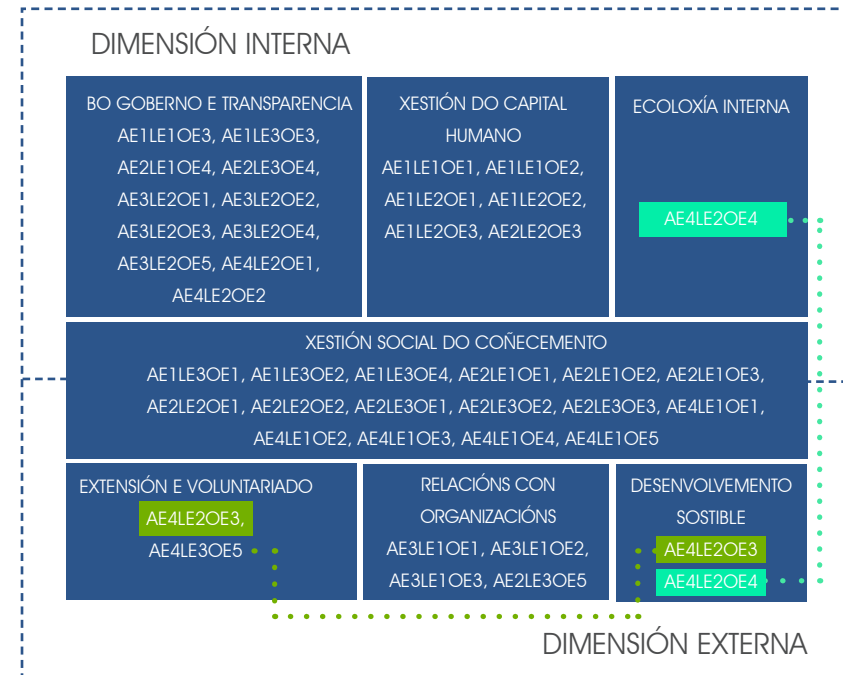 DIMENSIÓN INTERNA
BO GOBERNO E TRANSPARENCIA
AE1LE1OE3, AE1LE3OE3,
AE2LE1OE4, AE2LE3OE4,
AE3LE2OE1, AE3LE2OE2,
AE3LE2OE3, AE3LE2OE4,
AE3LE2OE5, AE4LE2OE1,
AE4LE2OE2
XESTIÓN DO CAPITAL
HUMANO
AE1LE1OE1, AE1LE1OE2,
AE1LE2OE1, AE1LE2OE2,
AE1LE2OE3, AE2LE2OE3
ECOLOXÍA INTERNA
AE4LE2OE4
XESTIÓN SOCIAL DO COÑECEMENTO
AE1LE3OE1, AE1LE3OE2, AE1LE3OE4, AE2LE1OE1, AE2LE1OE2, AE2LE1OE3,
AE2LE2OE1, AE2LE2OE2, AE2LE3OE1, AE2LE3OE2, AE2LE3OE3, AE4LE1OE1,
AE4LE1OE2, AE4LE1OE3, AE4LE1OE4, AE4LE1OE5
EXTENSIÓN E VOLUNTARIADO
AE4LE2OE3,
AE4LE3OE5
RELACIÓNS CON
ORGANIZACIÓNS
AE3LE1OE1, AE3LE1OE2,
AE3LE1OE3, AE2LE3OE5
DESENVOLVEMENTO
SOSTIBLE
AE4LE2OE3
AE4LE2OE4
DIMENSIÓN EXTERNA